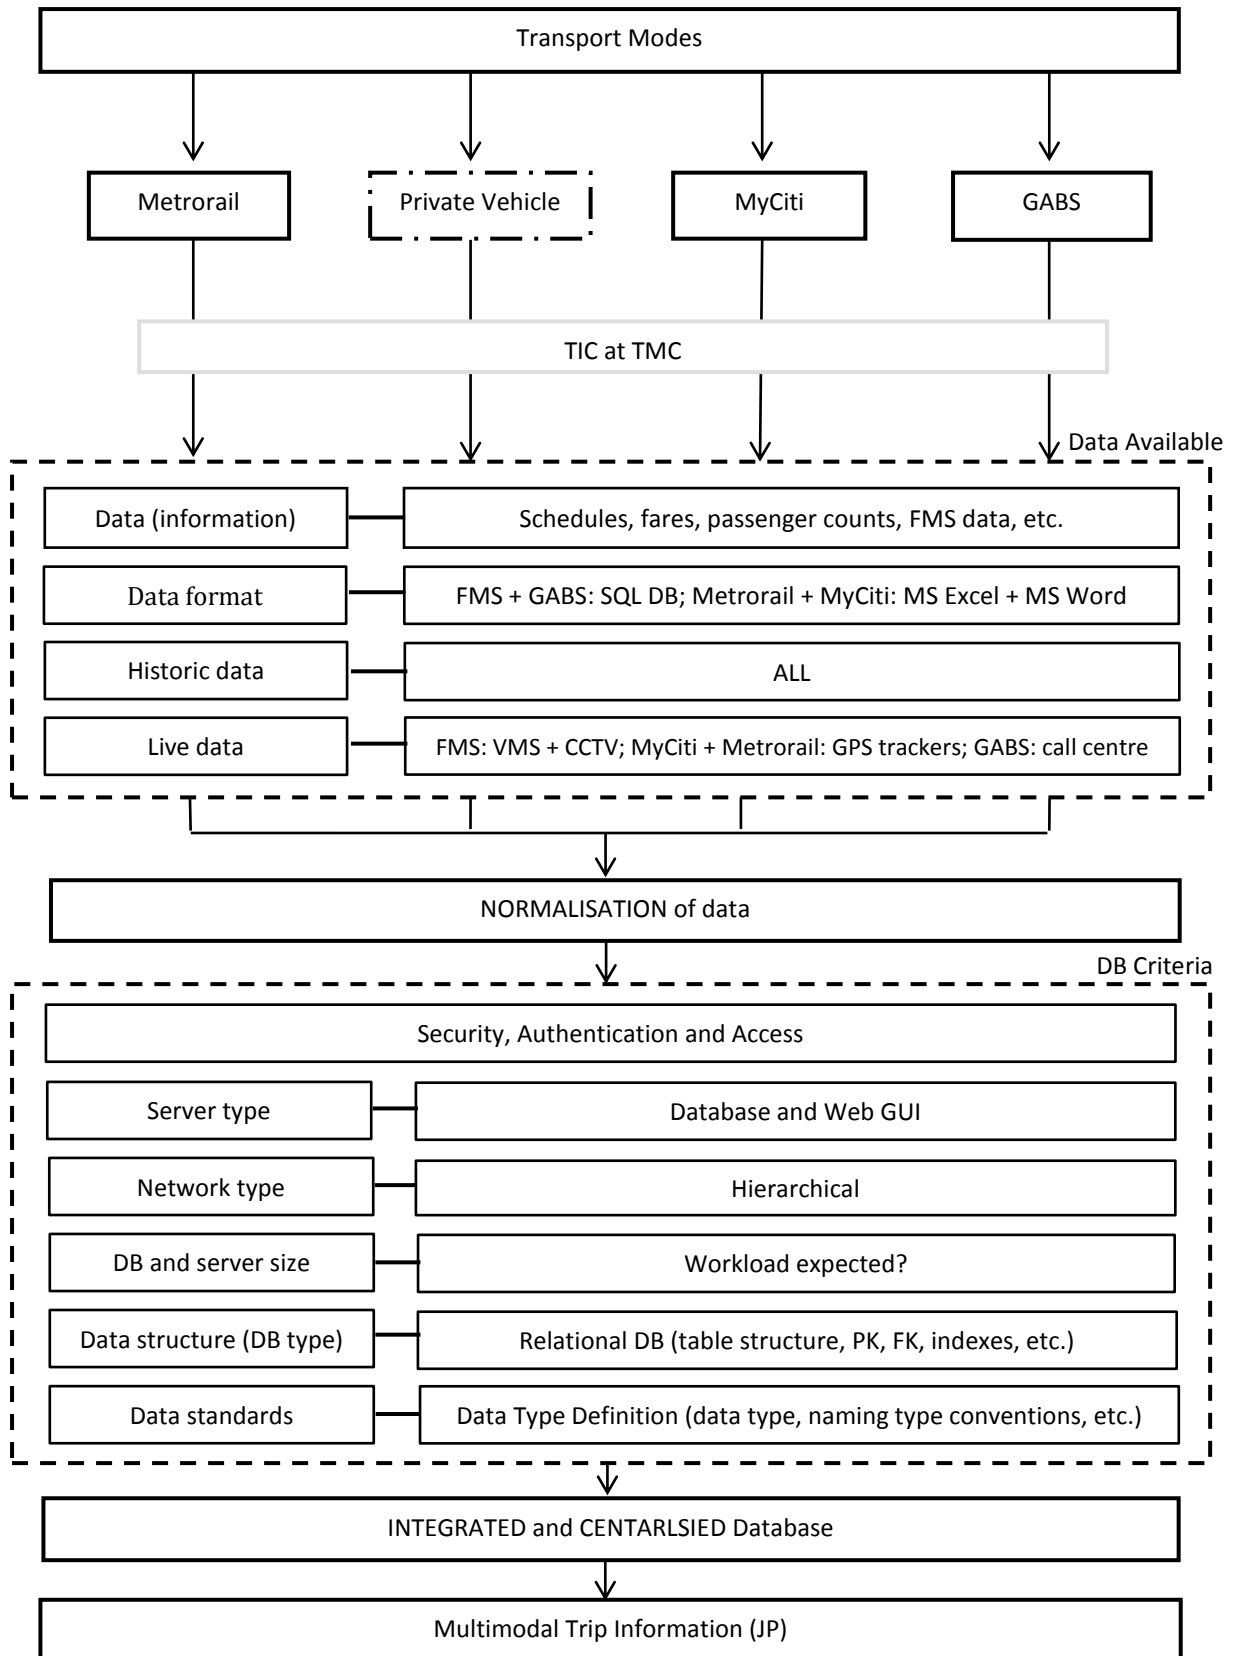 Transport Modes
Metrorail
Private Vehicle
MyCiti
GABS
TIC at TMC
Data Available
Data (information)
Schedules, fares, passenger counts, FMS data, etc.
Data format
FMS + GABS: SQL DB; Metrorail + MyCiti: MS Excel + MS Word
Historic data
ALL
Live data
FMS: VMS + CCTV; MyCiti + Metrorail: GPS trackers; GABS: call centre
NORMALISATION of data
DB Criteria
Security, Authentication and Access
Server type
Database and Web GUI
Network type
Hierarchical
DB and server size
Workload expected?
Data structure (DB type)
Relational DB (table structure, PK, FK, indexes, etc.)
Data standards
Data Type Definition (data type, naming type conventions, etc.)
INTEGRATED and CENTARLSIED Database
Multimodal Trip Information (JP)